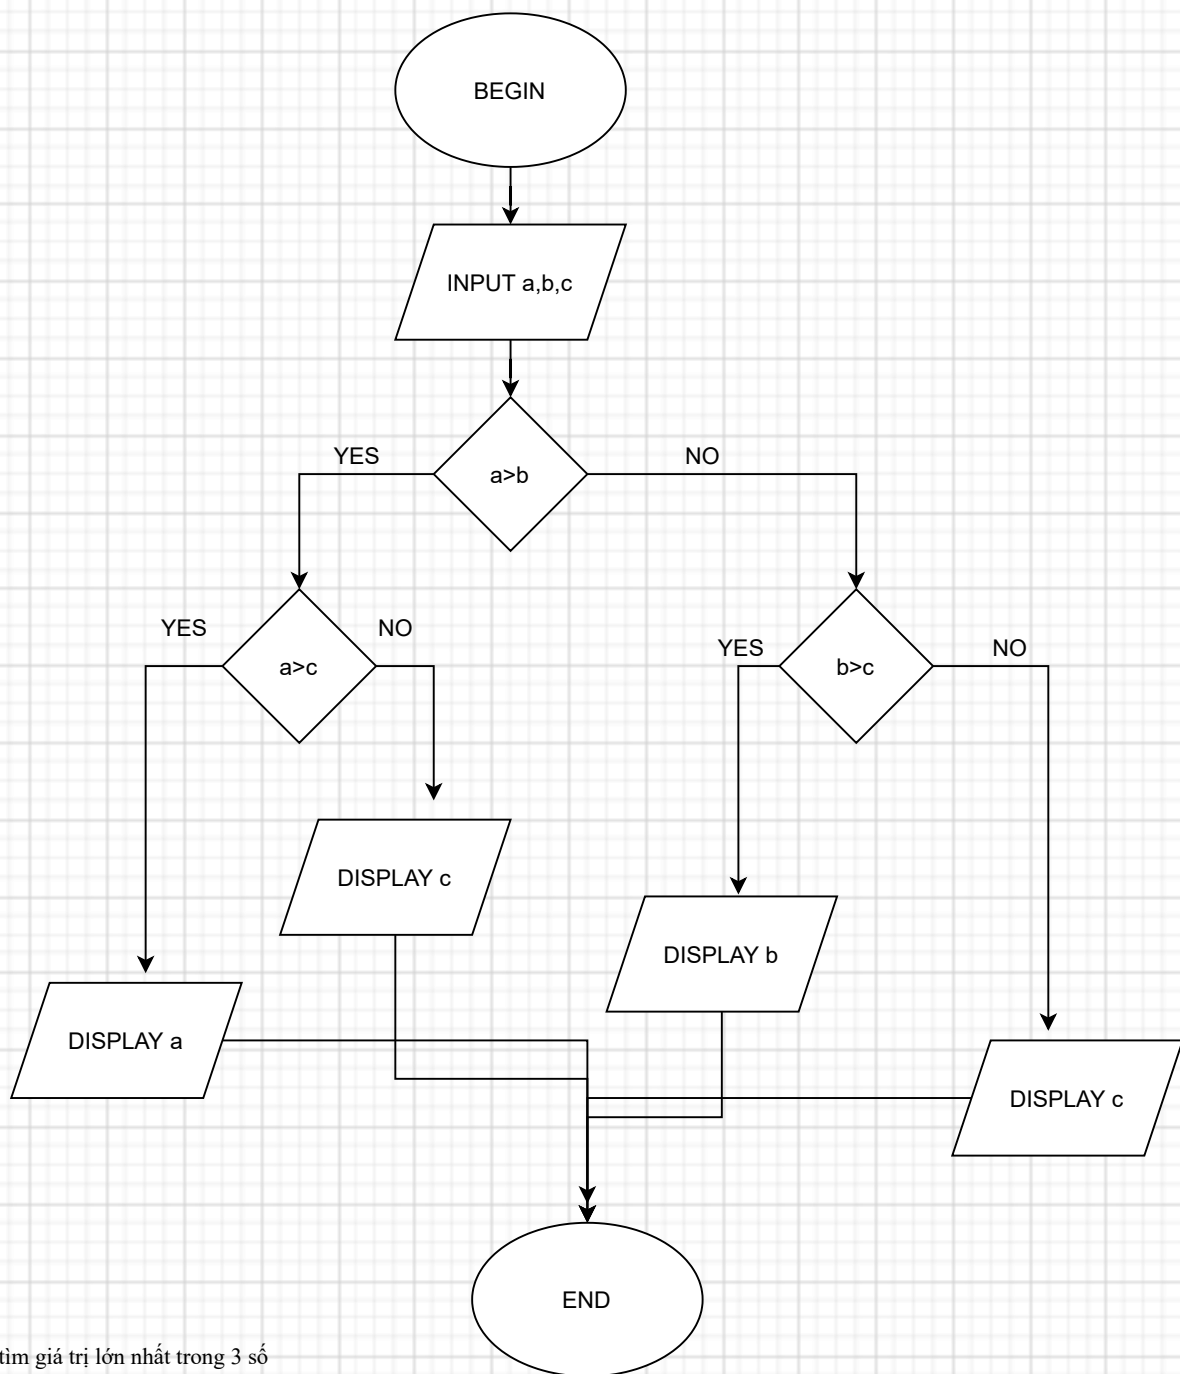 BEGIN
INPUT a,b,c
a>b
YES
NO
a>c
YES
NO
b>c
YES
NO
DISPLAY c
DISPLAY b
DISPLAY a
DISPLAY c
END
tìm giá trị lớn nhất trong 3 số